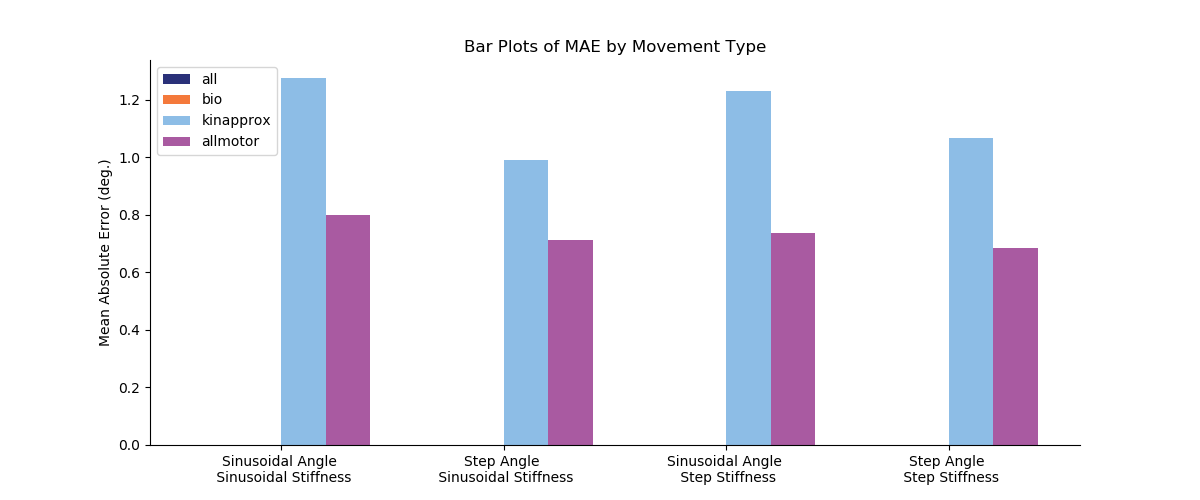 Bar Plots of MAE by Movement Type
all
bio
kinapprox
allmotor
Mean Absolute Error (deg.)
1.2
1.0
0.8
0.6
0.4
0.2
0.0
Sinusoidal Angle
Sinusoidal Stiffness
Step Angle
Sinusoidal Stiffness
Sinusoidal Angle
Step Stiffness
Step Angle
Step Stiffness